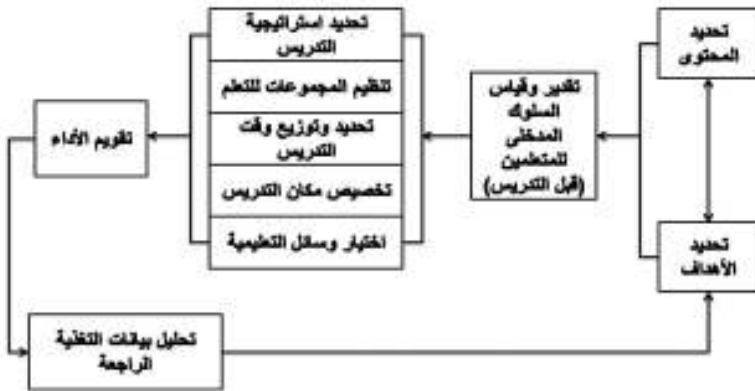 تحديد
المحتوى
تحديد
الأهداف
تقدير وقياس
السلوك
المدخلى
للمتعلمين
(قبل التدريس)
تحديد استراتيجية
التدريس
تنظيم المجموعات للتعلم
تحديد وتوزيع وقت
التدريس
تخصيص مكان التدريس
اختيار وسائل التعليمية
تقويم الأداء
تحليل بيانات التغذية
الراجعة